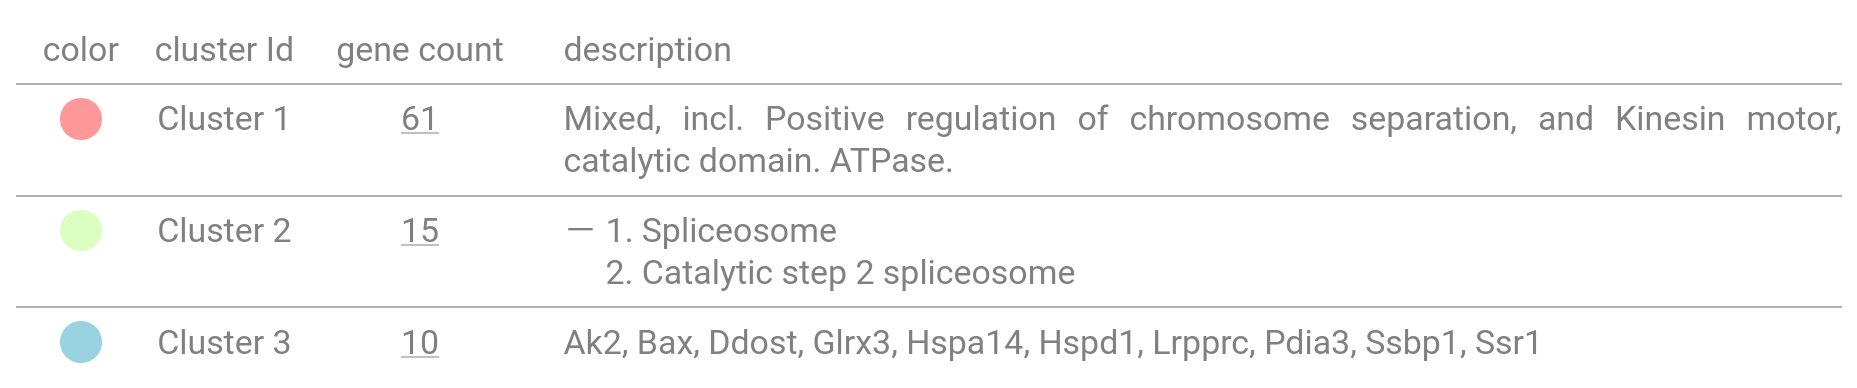 color cluster Id gene count description
Cluster 1 61 Mixed, incl. Positive regulation of chromosome separation, and Kinesin motor,
catalytic domain. ATPase.
Cluster 2 15 — 1. Spliceosome
2. Catalytic step 2 spliceosome
Cluster 3 10 Ak2, Bax, Ddost, Glrx3, Hspa14, Hspd1, Lrpprc, Pdia3, Ssbp1, Ssr1